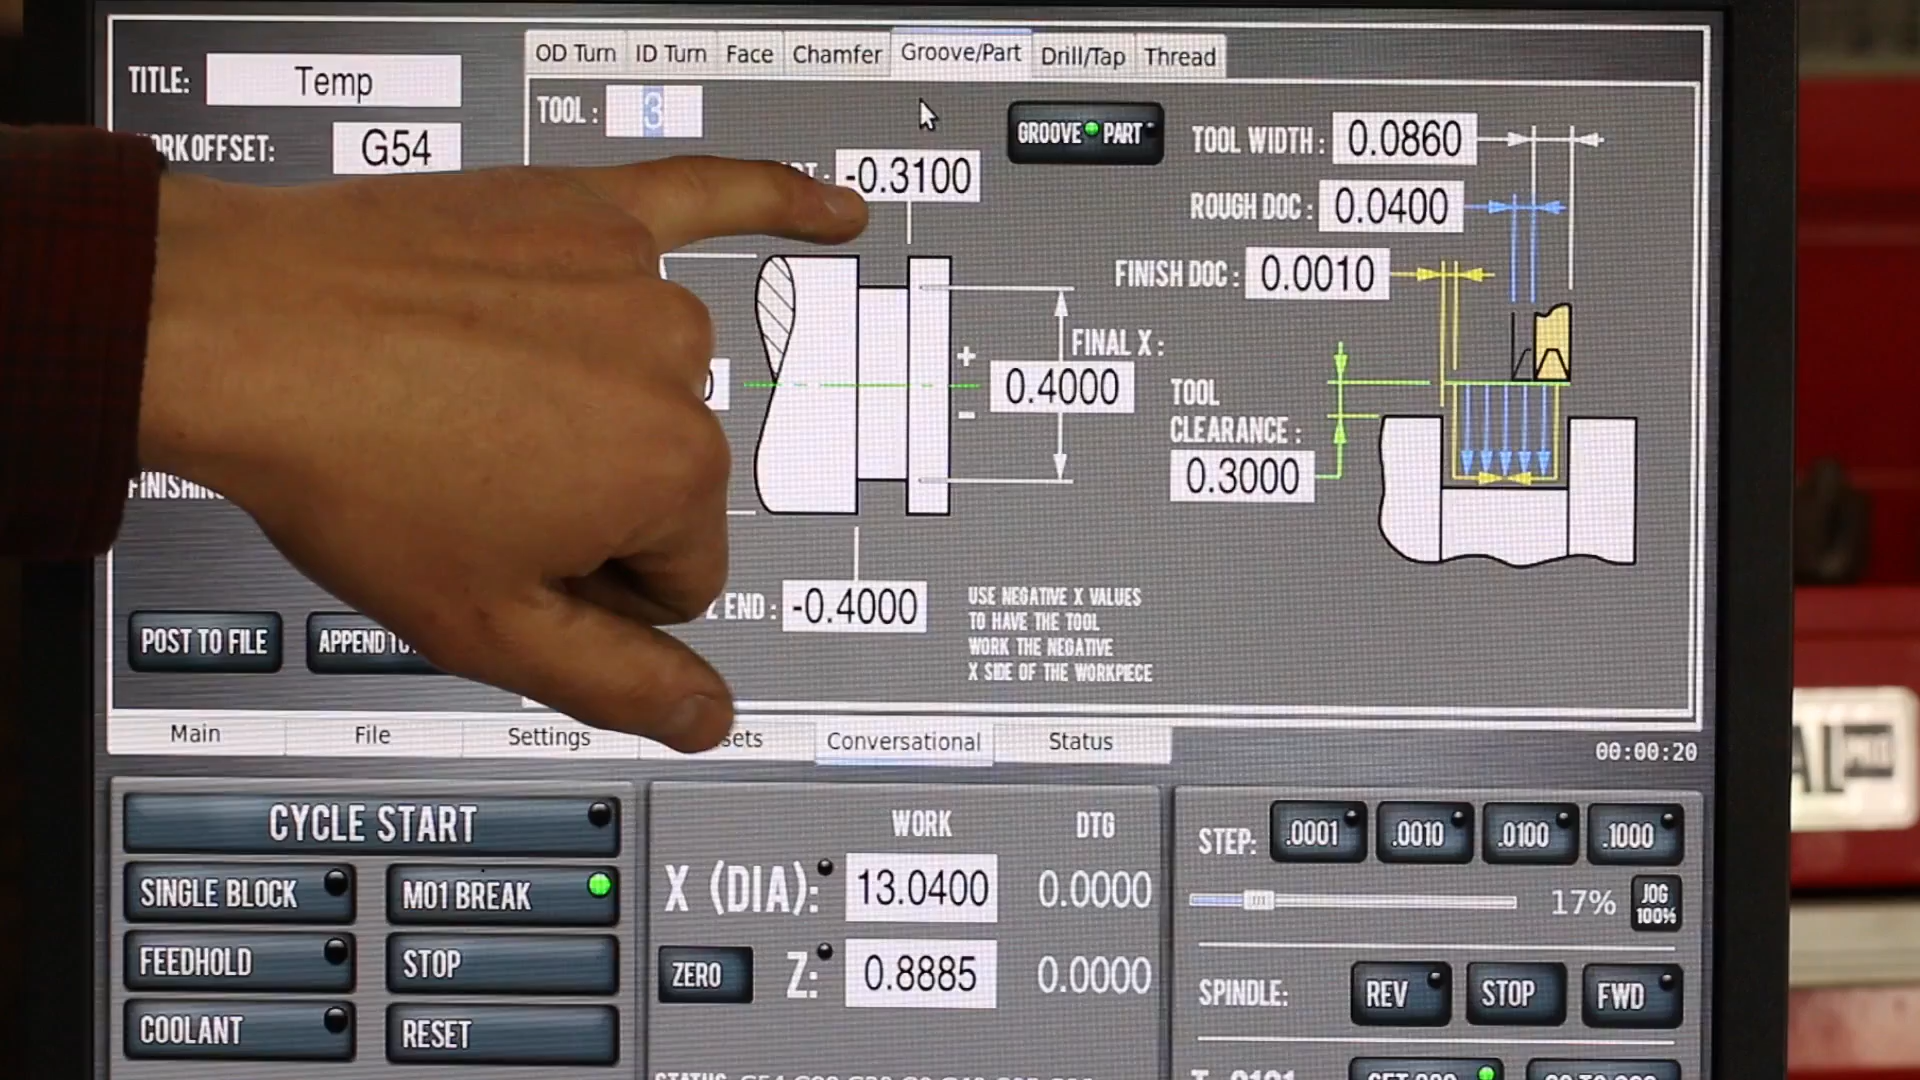 OD Turn ID Turn Face Chamfer Groove/Part Drill/Tap Thread
TITLE: Temp
TOOL : 3
GROOVE PART
TOOL WIDTH : 0.0860
OFFSET: G54
-0.3100
ROUGH DOC : 0.0400
FINISH DOC : 0.0010
FINAL X :
0.4000
+
-
TOOL
CLEARANCE :
0.3000
Z END : -0.4000
USE NEGATIVE X VALUES
TO HAVE THE TOOL
WORK THE NEGATIVE
X SIDE OF THE WORKPIECE
POST TO FILE
APPEND
Main File Settings Conversational Status
00:00:20
CYCLE START
SINGLE BLOCK M01 BREAK
FEEDHOLD STOP
COOLANT RESET
WORK DTG
X (DIA): 13.0400 0.0000
ZERO Z: 0.8885 0.0000
STEP: .0001 .0010 .0100 .1000
17% JOG
100%
SPINDLE: REV STOP FWD